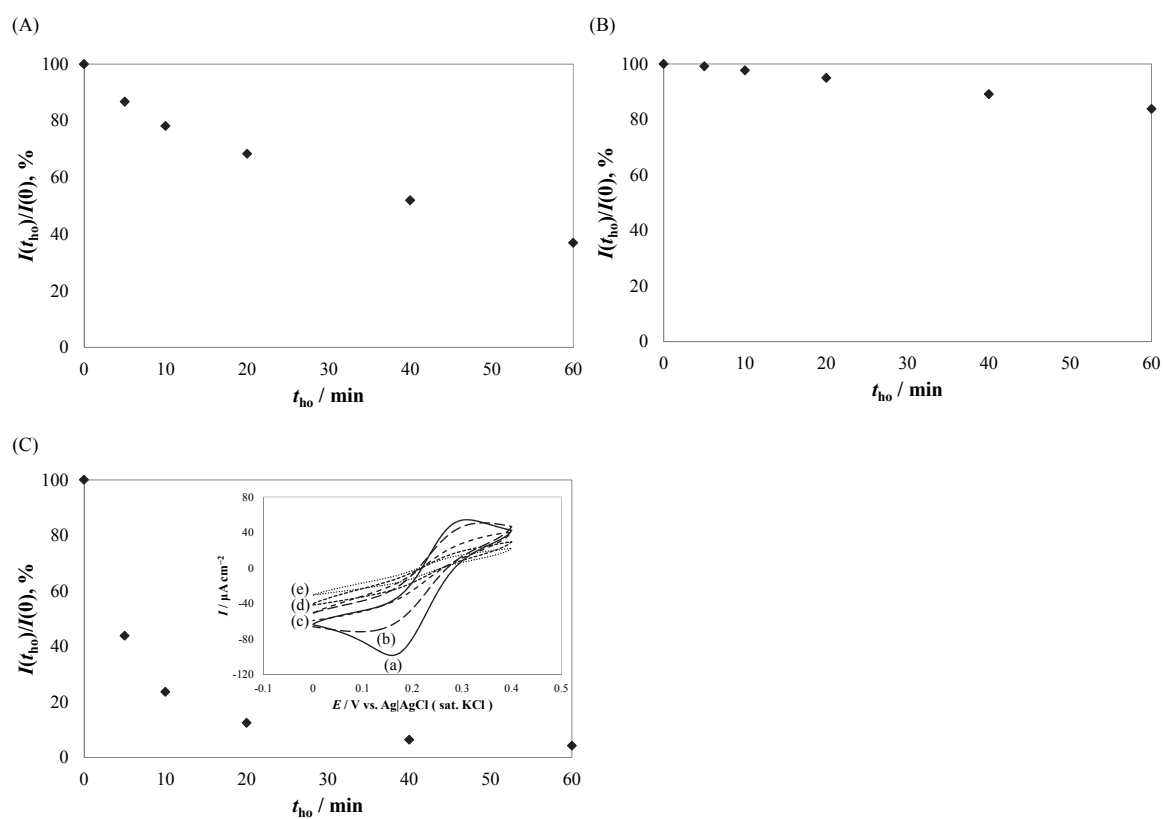 (A)
100
80
60
40
20
0
I(tho)/I(0), %
0 10 20 30 40 50 60
tho / min
(B)
100
80
60
40
20
0
I(tho)/I(0), %
0 10 20 30 40 50 60
tho / min
(C)
100
80
60
40
20
0
I(tho)/I(0), %
0 10 20 30 40 50 60
tho / min
80
40
0
-40
-80
-120
I / µA cm−2
(e)
(d)
(c)
(b)
(a)
-0.1 0 0.1 0.2 0.3 0.4 0.5
E / V vs. Ag|AgCl ( sat. KCl )